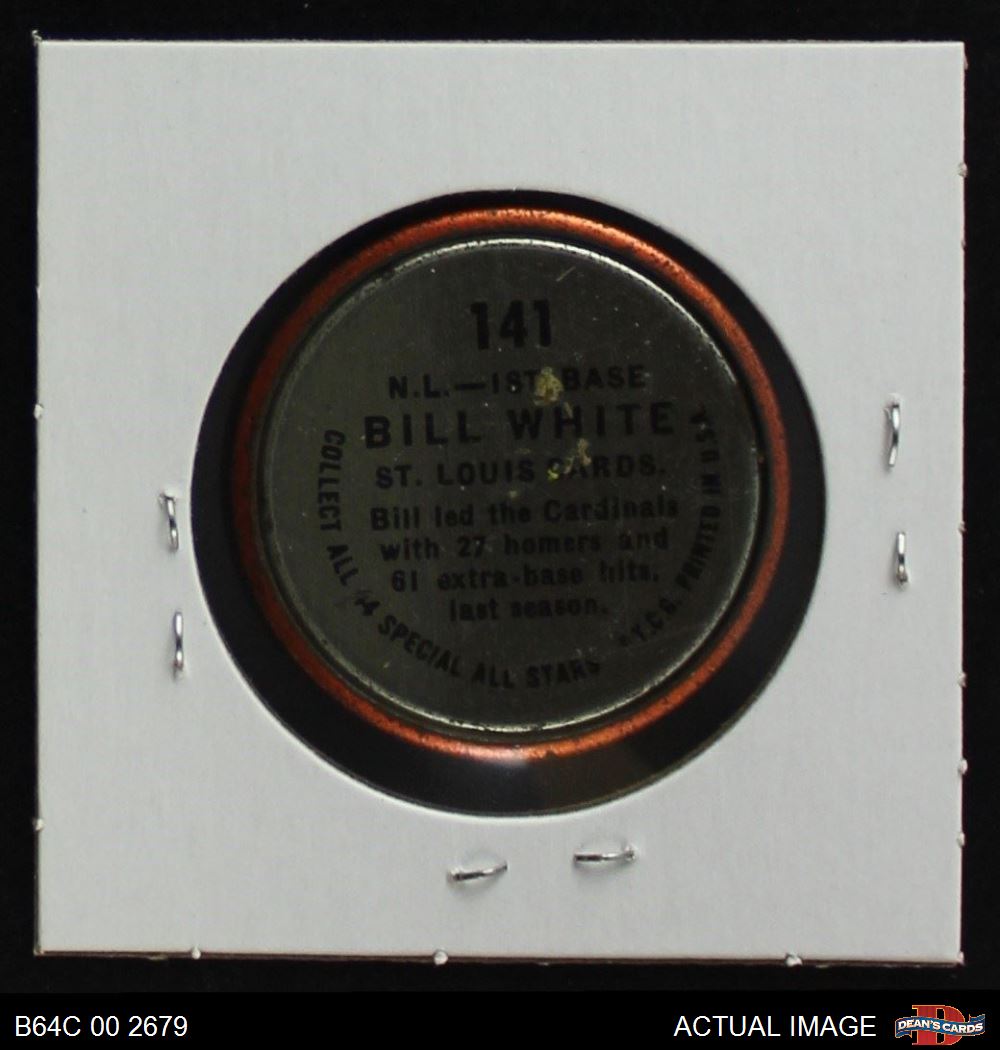 141
N.L.—1ST BASE
BILL WHITE
ST. LOUIS CARDS.
Bill led the Cardinals
with 27 homers and
61 extra-base hits,
last season.
COLLECT ALL 44 SPECIAL ALL STARS
©T.C.G. PRINTED IN U.S.A.
B64C 00 2679
ACTUAL IMAGE
D
DEAN'S CARDS